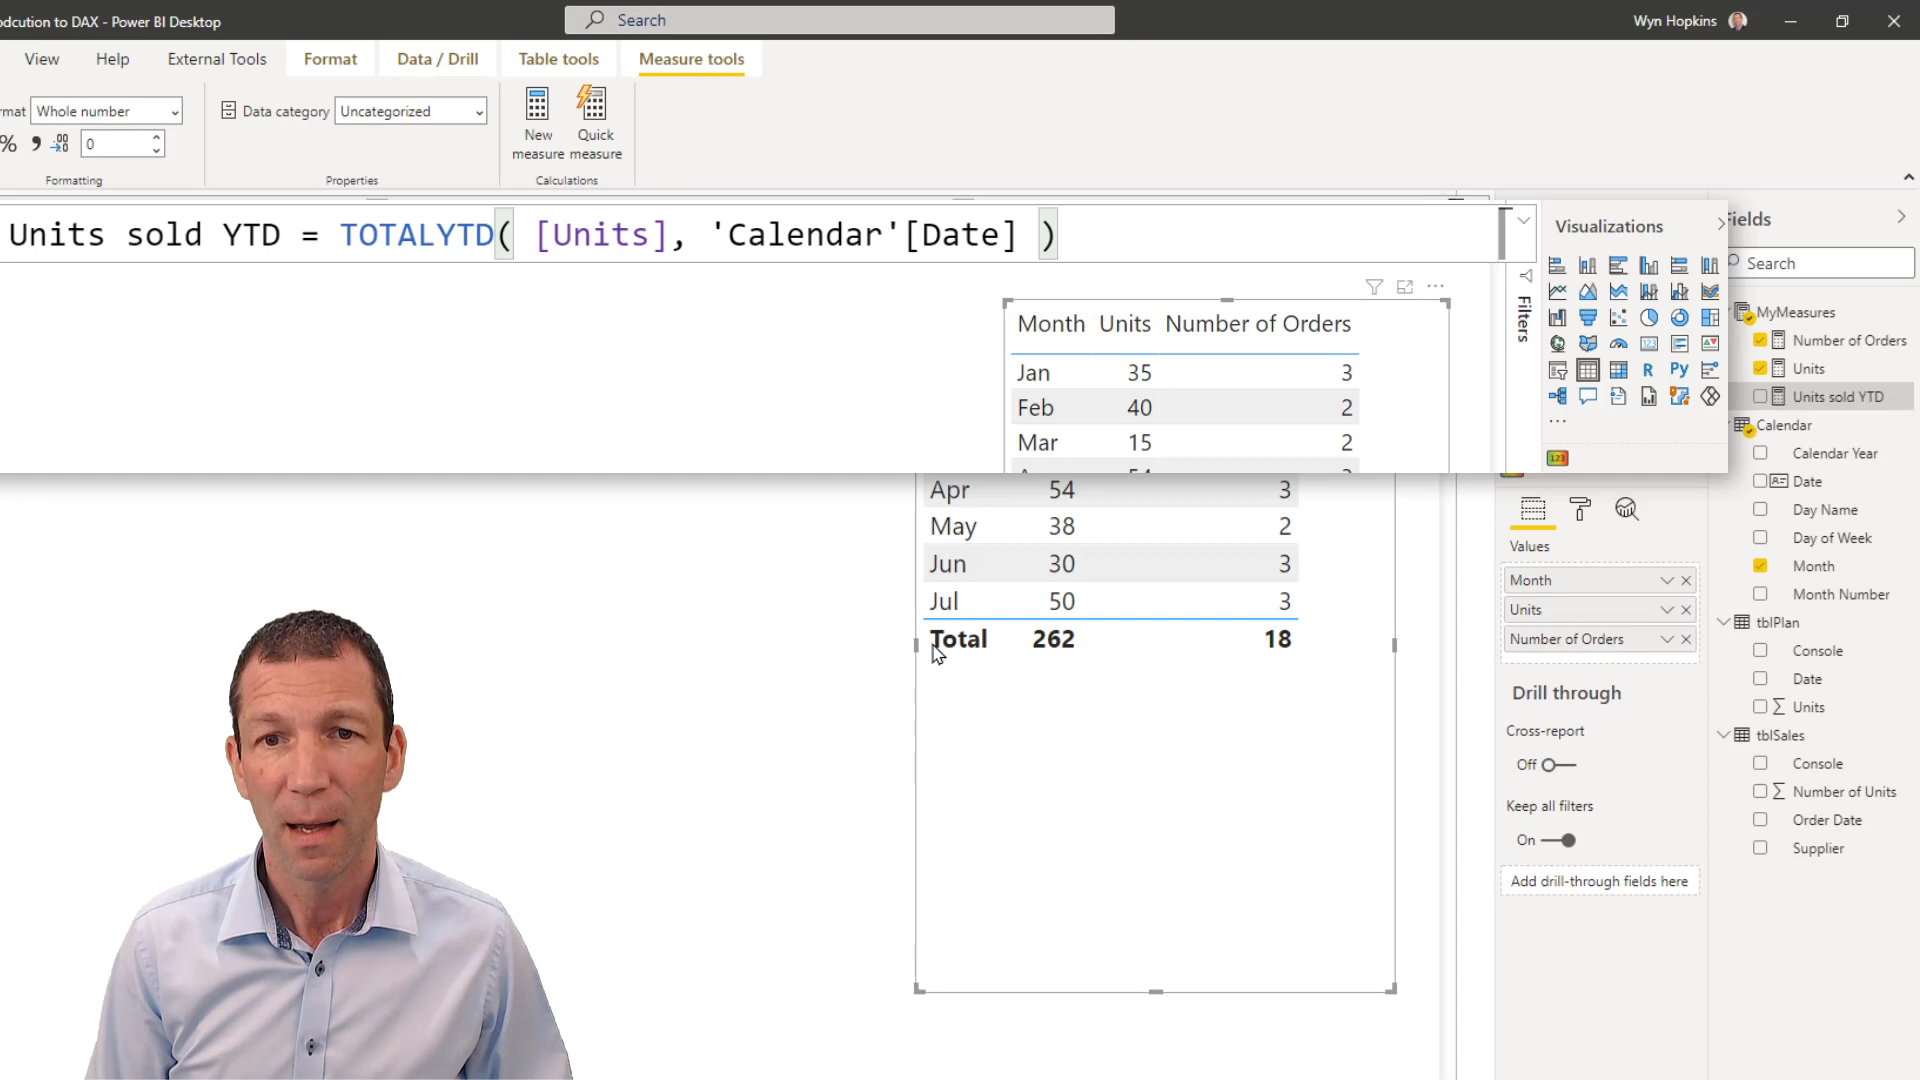 odcution to DAX - Power BI Desktop
Search
Wyn Hopkins
View Help External Tools Format Data / Drill Table tools Measure tools
rmat Whole number
Data category Uncategorized
% , .00 0
New measure
Quick measure
Formatting
Properties
Calculations
Units sold YTD = TOTALYTD( [Units], 'Calendar'[Date] )
Month Units Number of Orders
Jan 35 3
Feb 40 2
Mar 15 2
Apr 54 3
May 38 2
Jun 30 3
Jul 50 3
Total 262 18
Filters
Visualizations
R Py
123
Values
Month
Units
Number of Orders
Drill through
Cross-report
Off
Keep all filters
On
Add drill-through fields here
Fields
Search
MyMeasures
Number of Orders
Units
Units sold YTD
Calendar
Calendar Year
Date
Day Name
Day of Week
Month
Month Number
tblPlan
Console
Date
Units
tblSales
Console
Number of Units
Order Date
Supplier